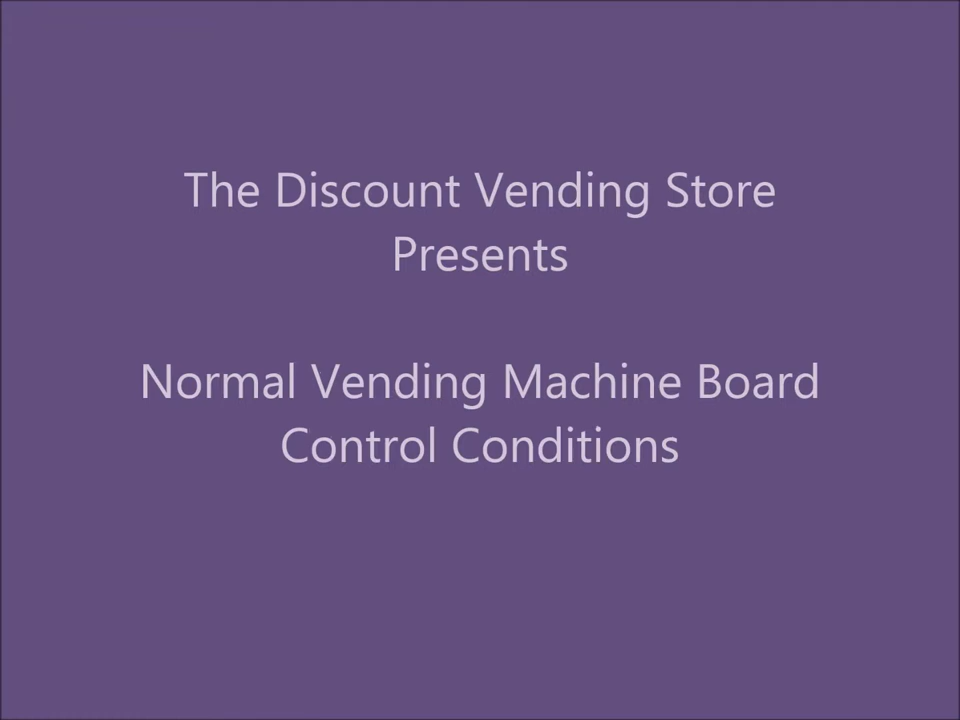 The Discount Vending Store
Presents
Normal Vending Machine Board
Control Conditions